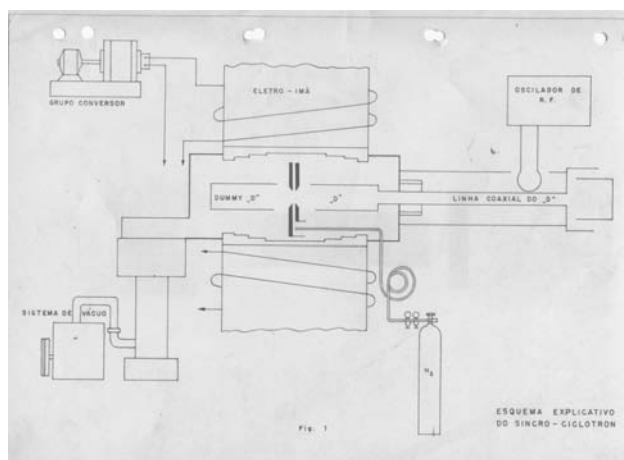 GRUPO CONVERSOR
ELETRO-IMÃ
OSCILADOR DE
R.F.
DUMMY „D"
„D"
LINHA COAXIAL DO „D"
SISTEMA DE VÁCUO
H2
Fig. 1
ESQUEMA EXPLICATIVO
DO SINCRO-CICLOTRON